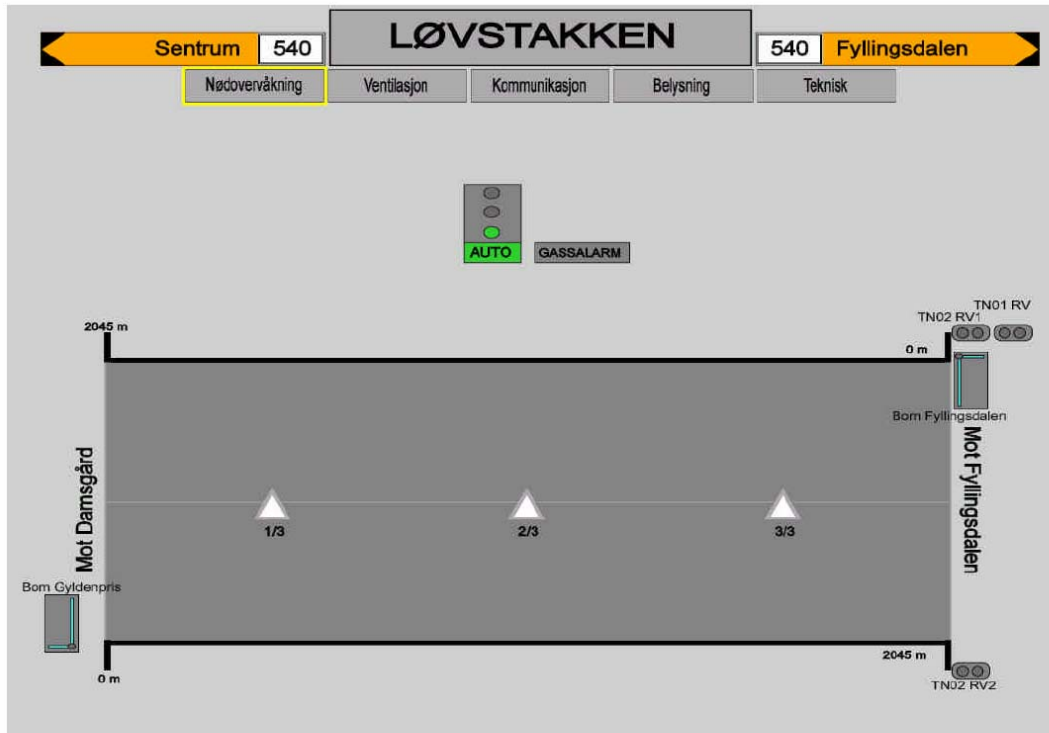 LØVSTAKKEN
Sentrum 540
540 Fyllingsdalen
Nødovervåkning
Ventilasjon
Kommunikasjon
Belysning
Teknisk
AUTO
GASSALARM
2045 m
TN01 RV
TN02 RV1
0 m
Bom Fyllingsdalen
Mot Damsgård
Mot Fyllingsdalen
1/3
2/3
3/3
Bom Gyldenpris
0 m
2045 m
TN02 RV2